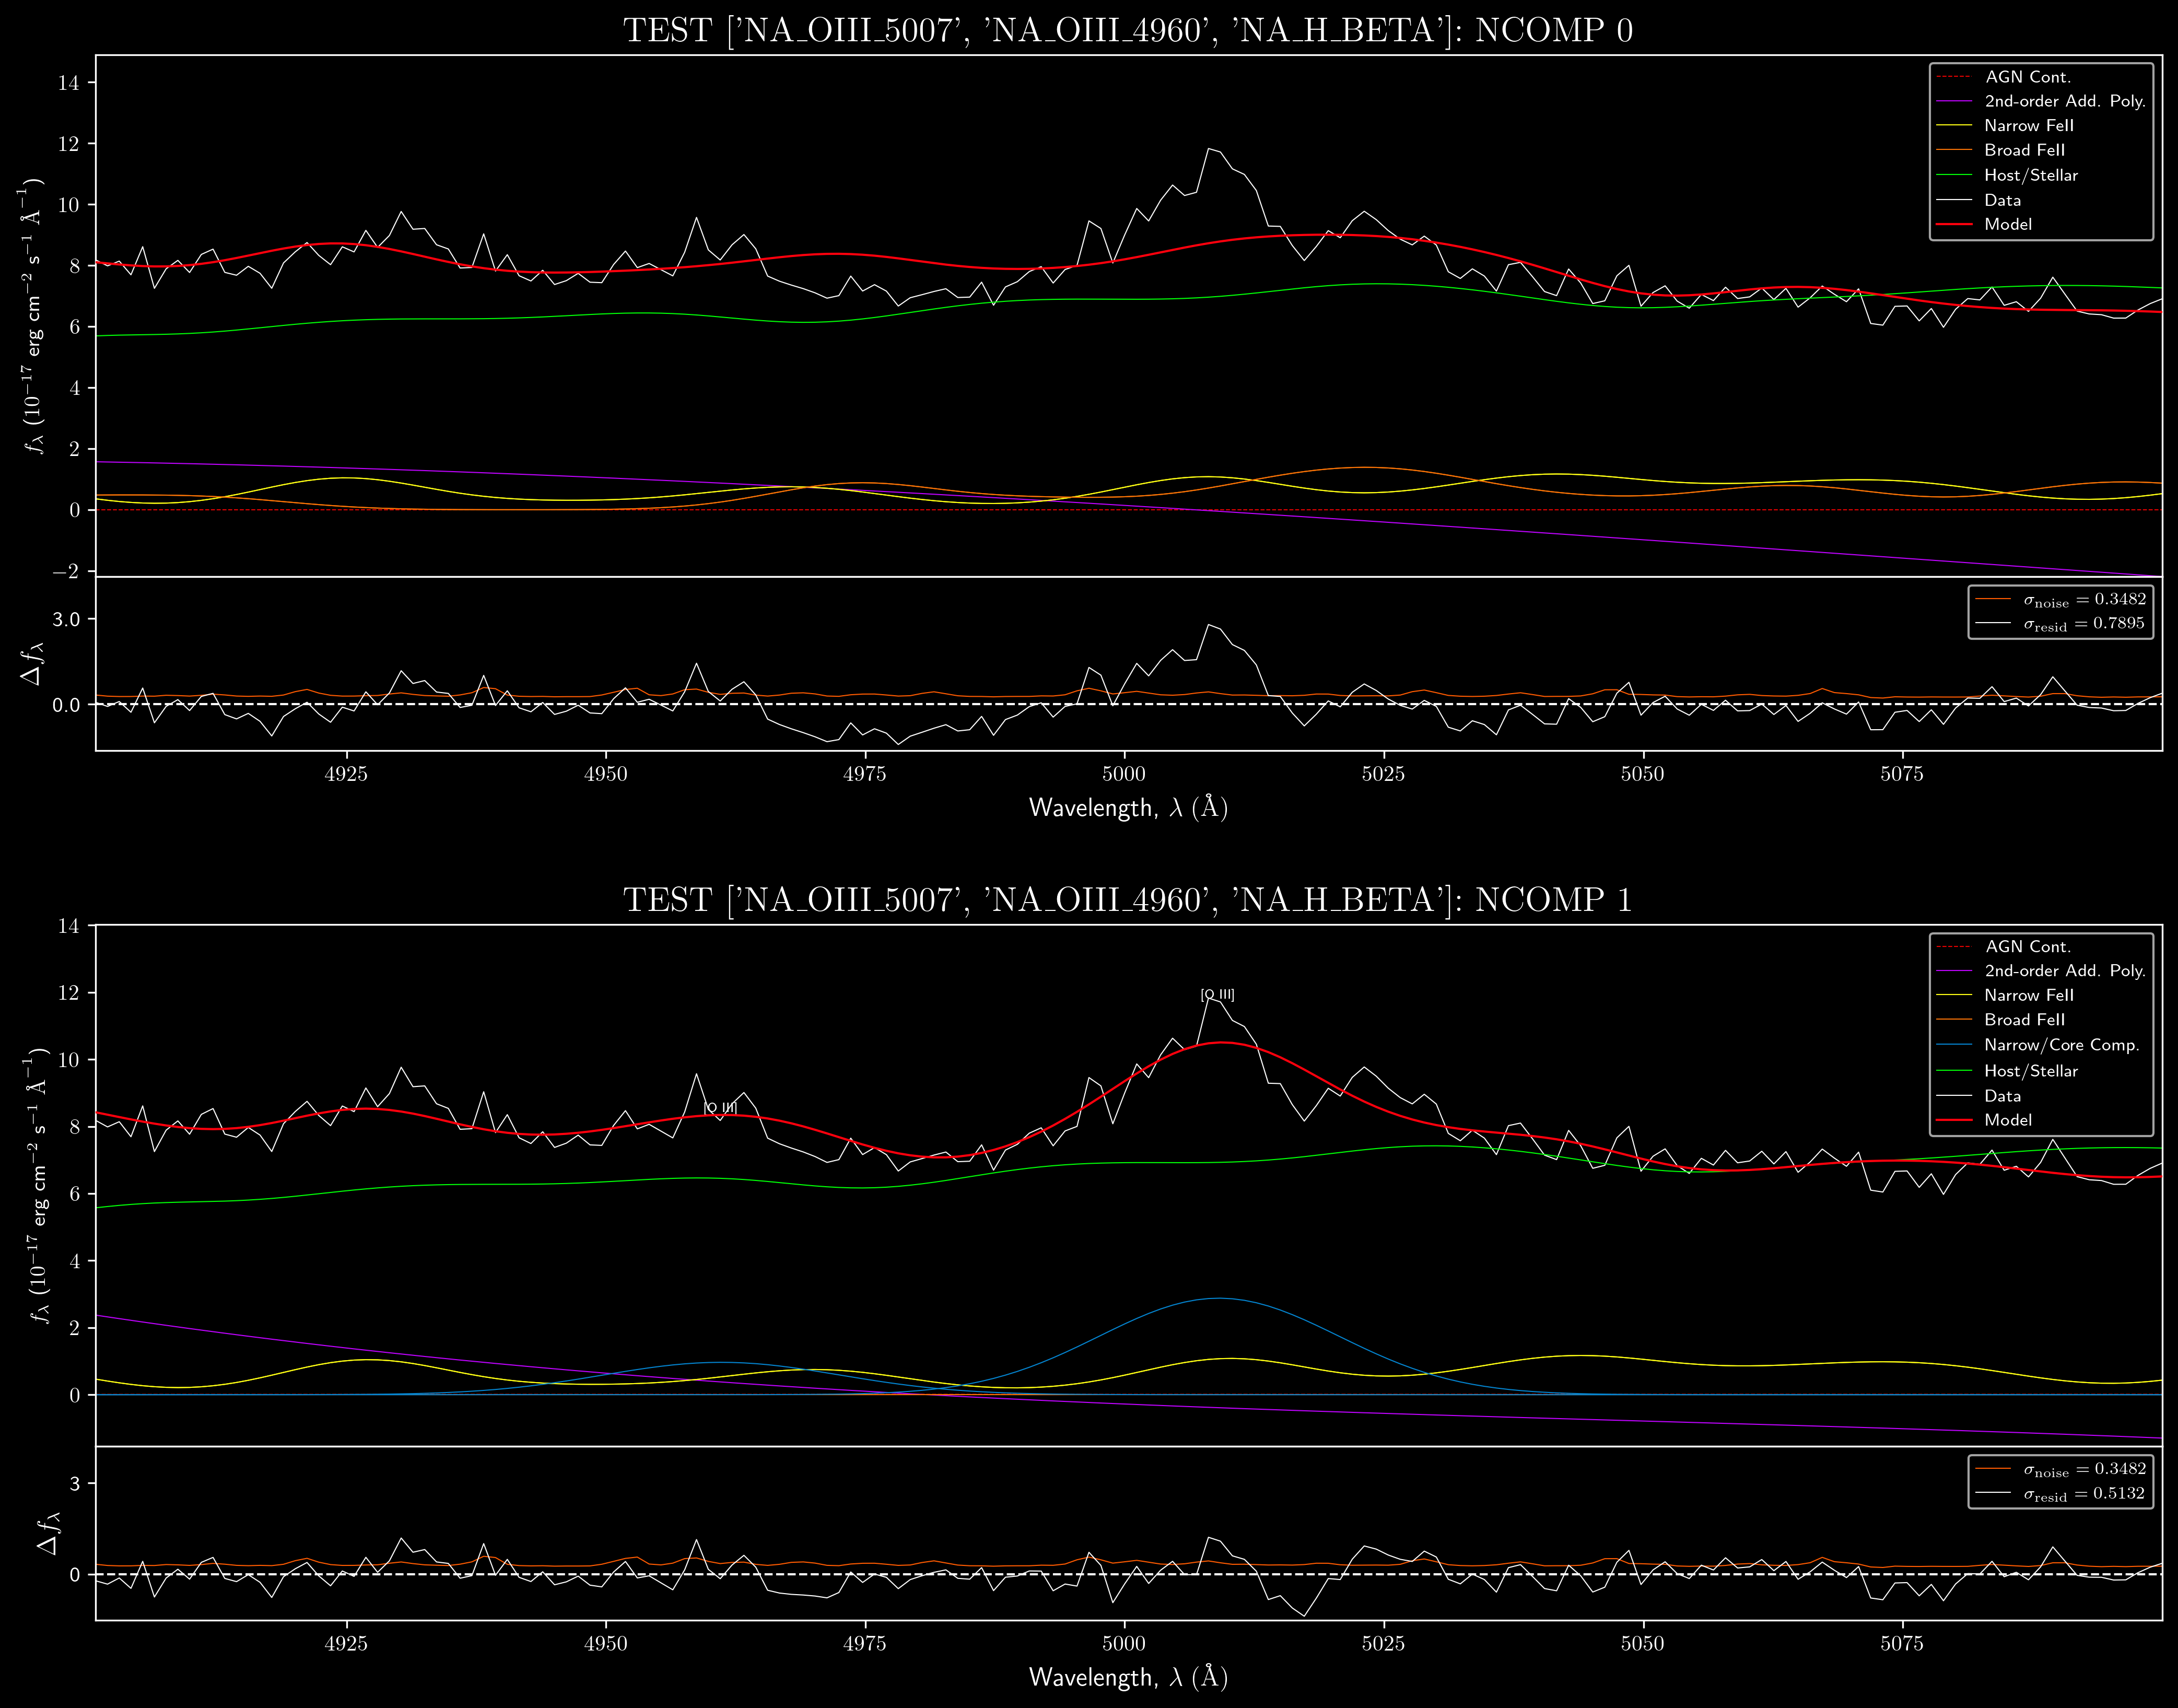 TEST ['NA_OIII_5007', 'NA_OIII_4960', 'NA_H_BETA']: NCOMP 0
14
12
10
8
6
4
2
0
−2
fλ (10⁻¹⁷ erg cm⁻² s⁻¹ Å⁻¹)
AGN Cont.
2nd-order Add. Poly.
Narrow FeII
Broad FeII
Host/Stellar
Data
Model
3.0
0.0
Δfλ
σnoise = 0.3482
σresid = 0.7895
4925 4950 4975 5000 5025 5050 5075
Wavelength, λ (Å)
TEST ['NA_OIII_5007', 'NA_OIII_4960', 'NA_H_BETA']: NCOMP 1
14
12
10
8
6
4
2
0
fλ (10⁻¹⁷ erg cm⁻² s⁻¹ Å⁻¹)
[O III]
[O III]
AGN Cont.
2nd-order Add. Poly.
Narrow FeII
Broad FeII
Narrow/Core Comp.
Host/Stellar
Data
Model
3
0
Δfλ
σnoise = 0.3482
σresid = 0.5132
4925 4950 4975 5000 5025 5050 5075
Wavelength, λ (Å)